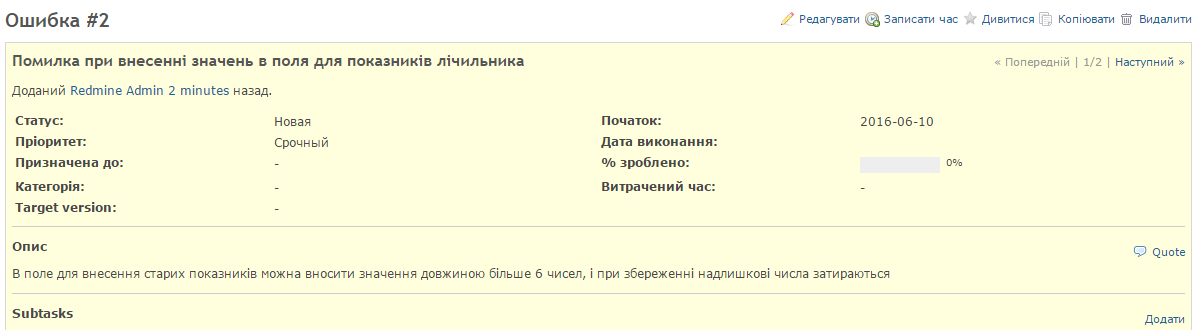 Ошибка #2
Редагувати Записати час Дивитися Копіювати Видалити
Помилка при внесенні значень в поля для показників лічильника
« Попередній | 1/2 | Наступний »
Доданий Redmine Admin 2 minutes назад.
Статус: Новая Початок: 2016-06-10
Пріоритет: Срочный Дата виконання:
Призначена до: - % зроблено: 0%
Категорія: - Витрачений час: -
Target version: -
Опис
Quote
В поле для внесення старих показників можна вносити значення довжиною більше 6 чисел, і при збереженні надлишкові числа затираються
Subtasks
Додати